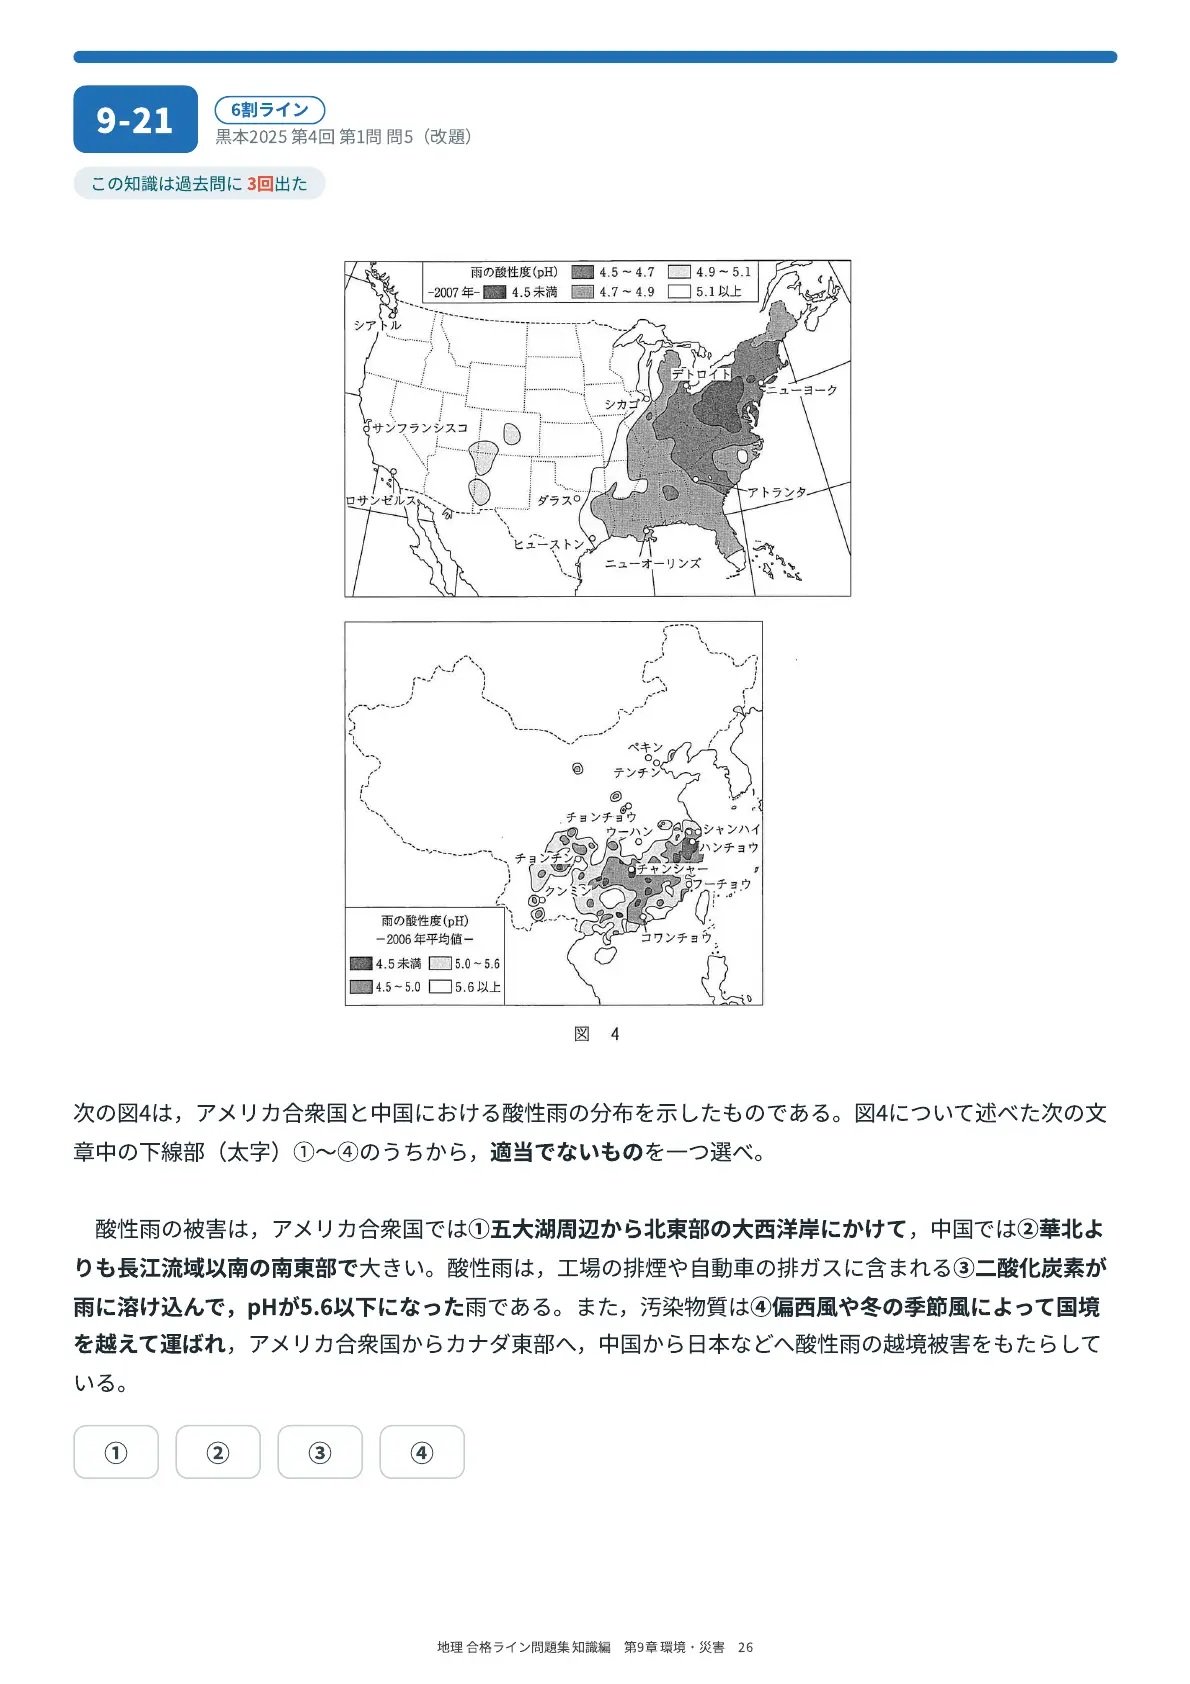 9-21
6割ライン
黒本2025 第4回 第1問 問5（改題）
この知識は過去問に 3回出た
雨の酸性度(pH)
-2007年-
4.5未満
4.5～4.7
4.7～4.9
4.9～5.1
5.1以上
シアトル
デトロイト
ニューヨーク
シカゴ
サンフランシスコ
ロサンゼルス
ダラス
アトランタ
ヒューストン
ニューオーリンズ
ペキン
テンチン
チョンチョウ
ウーハン
シャンハイ
ハンチョウ
チョンチン
チャンシャー
クンミン
フーチョウ
コワンチョウ
雨の酸性度(pH)
－2006年平均値－
4.5未満
5.0～5.6
4.5～5.0
5.6以上
図 4
次の図4は，アメリカ合衆国と中国における酸性雨の分布を示したものである。図4について述べた次の文
章中の下線部（太字）①～④のうちから，適当でないものを一つ選べ。
酸性雨の被害は，アメリカ合衆国では①五大湖周辺から北東部の大西洋岸にかけて，中国では②華北よ
りも長江流域以南の南東部で大きい。酸性雨は，工場の排煙や自動車の排ガスに含まれる③二酸化炭素が
雨に溶け込んで，pHが5.6以下になった雨である。また，汚染物質は④偏西風や冬の季節風によって国境
を越えて運ばれ，アメリカ合衆国からカナダ東部へ，中国から日本などへ酸性雨の越境被害をもたらして
いる。
① ② ③ ④
地理 合格ライン問題集 知識編 第9章 環境・災害 26